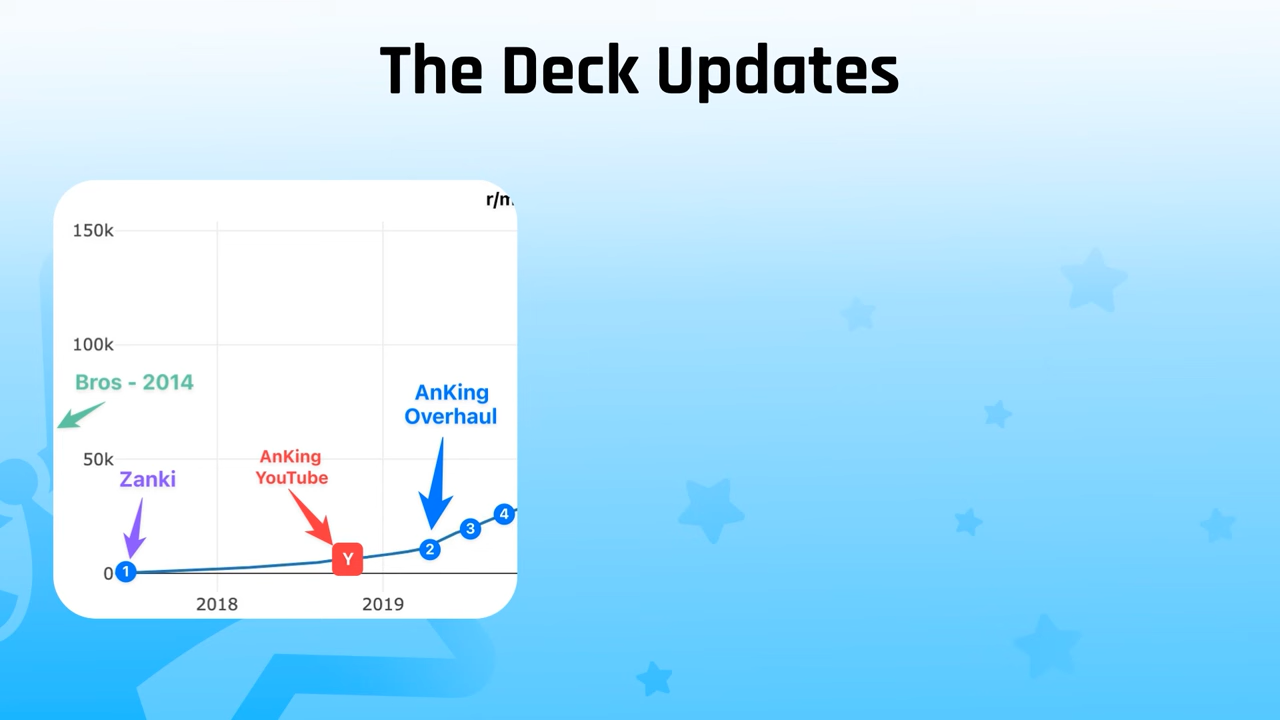 The Deck Updates
r/m
150k
100k
Bros - 2014
AnKing
Overhaul
50k
Zanki
AnKing
YouTube
4
3
2
Y
1
0
2018
2019